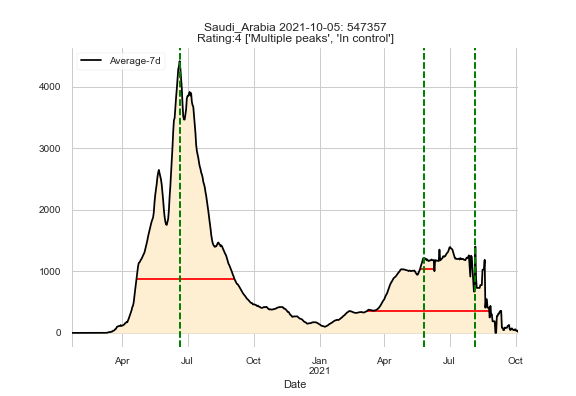 Saudi_Arabia 2021-10-05: 547357
Rating:4 ['Multiple peaks', 'In control']
Average-7d
4000
3000
2000
1000
0
Apr Jul Oct Jan Apr Jul Oct
2021
Date